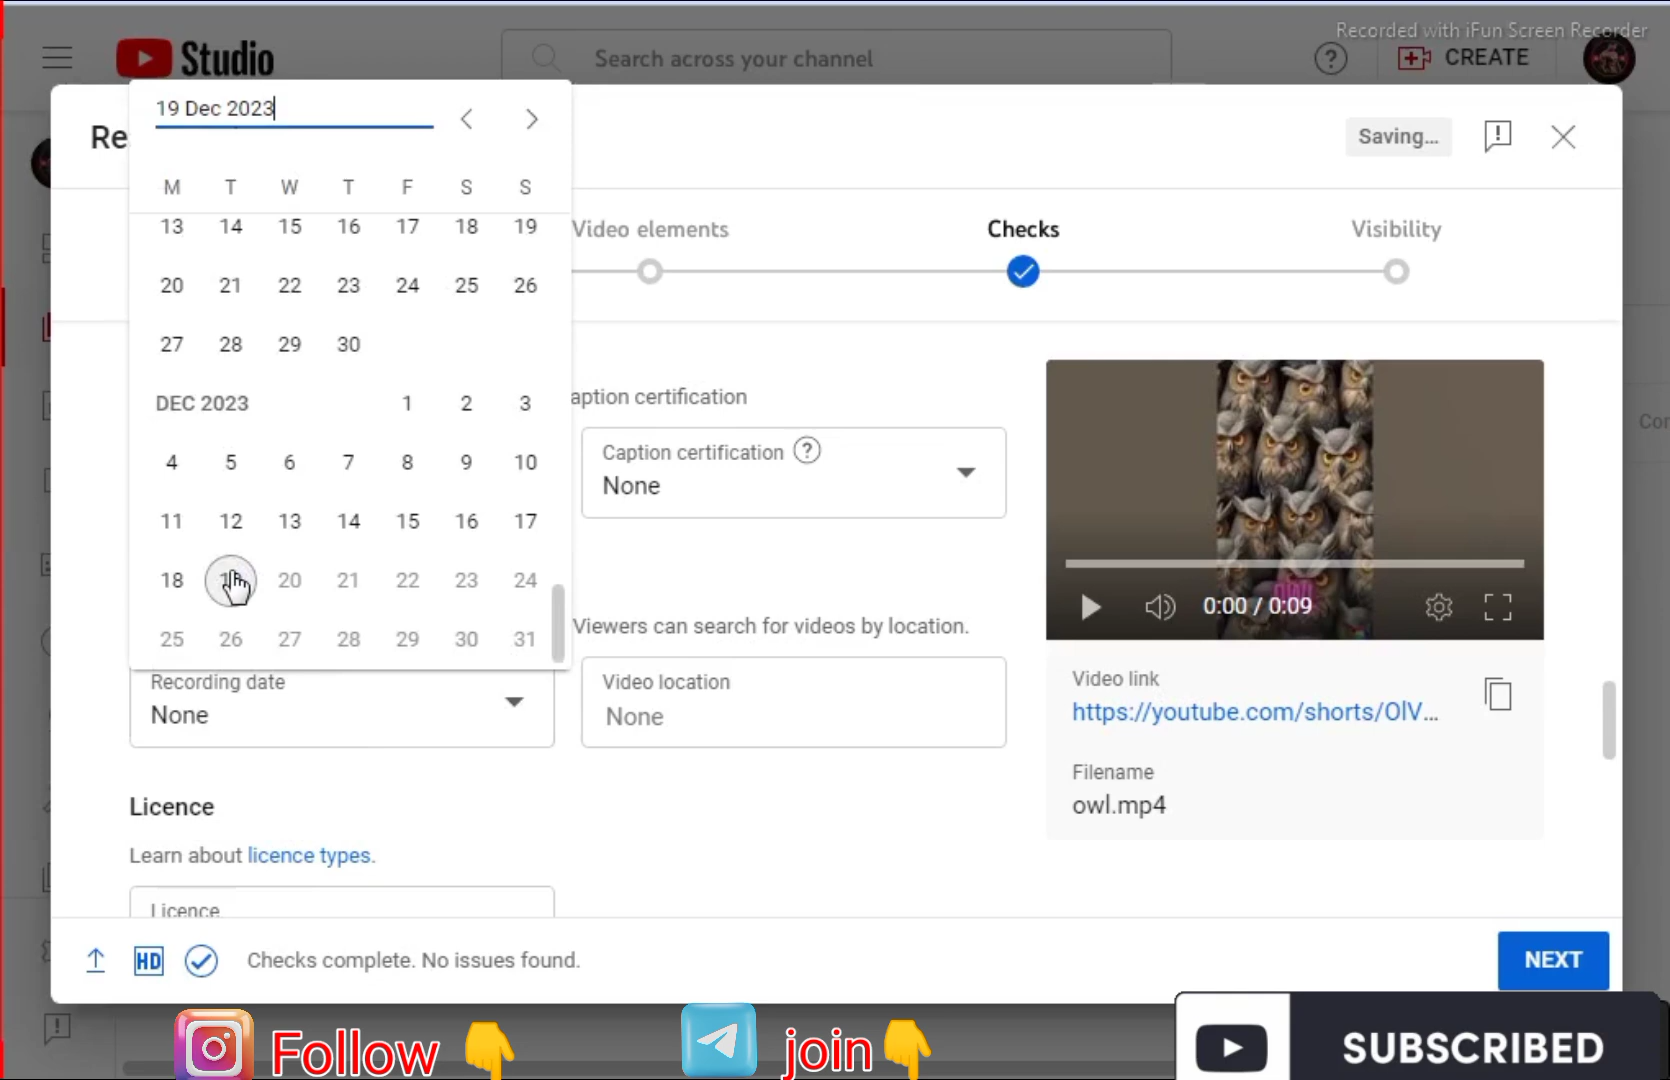 Recorded with iFun Screen Recorder
Studio
Search across your channel
CREATE
19 Dec 2023
Re
Saving...
M T W T F S S
13 14 15 16 17 18 19
20 21 22 23 24 25 26
27 28 29 30
DEC 2023 1 2 3
4 5 6 7 8 9 10
11 12 13 14 15 16 17
18 20 21 22 23 24
25 26 27 28 29 30 31
Video elements
Checks
Visibility
aption certification
Caption certification ?
None
Viewers can search for videos by location.
Recording date
None
Video location
None
0:00 / 0:09
Video link
https://youtube.com/shorts/OlV...
Filename
owl.mp4
Cor
Licence
Learn about licence types.
Licence
HD
Checks complete. No issues found.
NEXT
Follow
join
SUBSCRIBED